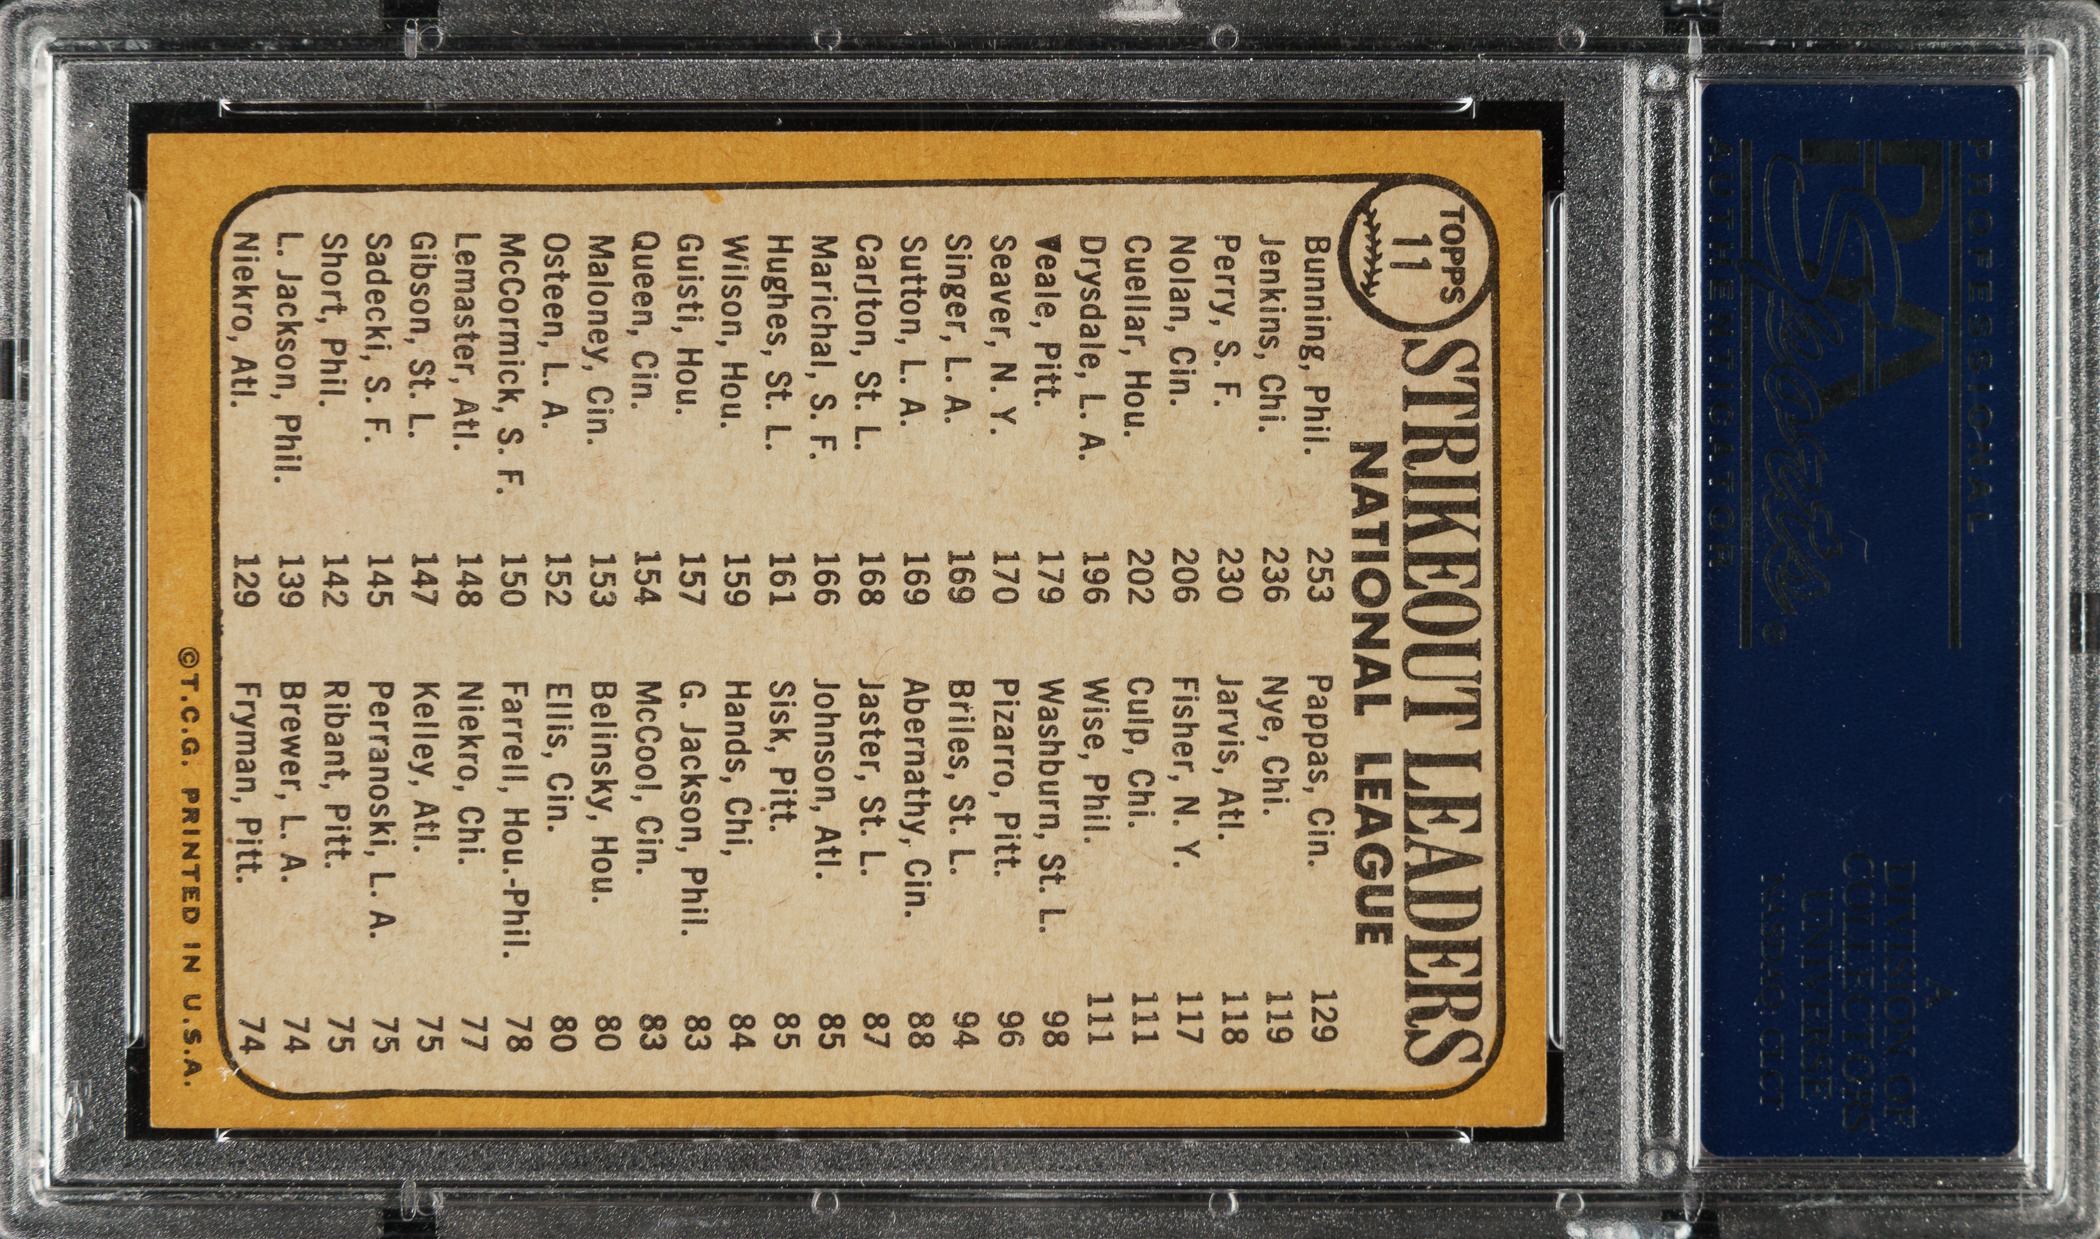 PROFESSIONAL
PSA
Sports®
AUTHENTICATOR
A
DIVISION OF
COLLECTORS
UNIVERSE
NASDAQ: CLCT
TOPPS
11
STRIKEOUT LEADERS
NATIONAL LEAGUE
Bunning, Phil. 253 Pappas, Cin. 129
Jenkins, Chi. 236 Nye, Chi. 119
Perry, S. F. 230 Jarvis, Atl. 118
Nolan, Cin. 206 Fisher, N. Y. 117
Cuellar, Hou. 202 Culp, Chi. 111
Drysdale, L. A. 196 Wise, Phil. 111
Veale, Pitt. 179 Washburn, St. L. 98
Seaver, N. Y. 170 Pizarro, Pitt. 96
Singer, L. A. 169 Briles, St. L. 94
Sutton, L. A. 169 Abernathy, Cin. 88
Carlton, St. L. 168 Jaster, St. L. 87
Marichal, S. F. 166 Johnson, Atl. 85
Hughes, St. L. 161 Sisk, Pitt. 85
Wilson, Hou. 159 Hands, Chi, 84
Guisti, Hou. 157 G. Jackson, Phil. 83
Queen, Cin. 154 McCool, Cin. 83
Maloney, Cin. 153 Belinsky, Hou. 80
Osteen, L. A. 152 Ellis, Cin. 80
McCormick, S. F. 150 Farrell, Hou.-Phil. 78
Lemaster, Atl. 148 Niekro, Chi. 77
Gibson, St. L. 147 Kelley, Atl. 75
Sadecki, S. F. 145 Perranoski, L. A. 75
Short, Phil. 142 Ribant, Pitt. 75
L. Jackson, Phil. 139 Brewer, L. A. 74
Niekro, Atl. 129 Fryman, Pitt. 74
©T.C.G. PRINTED IN U.S.A.